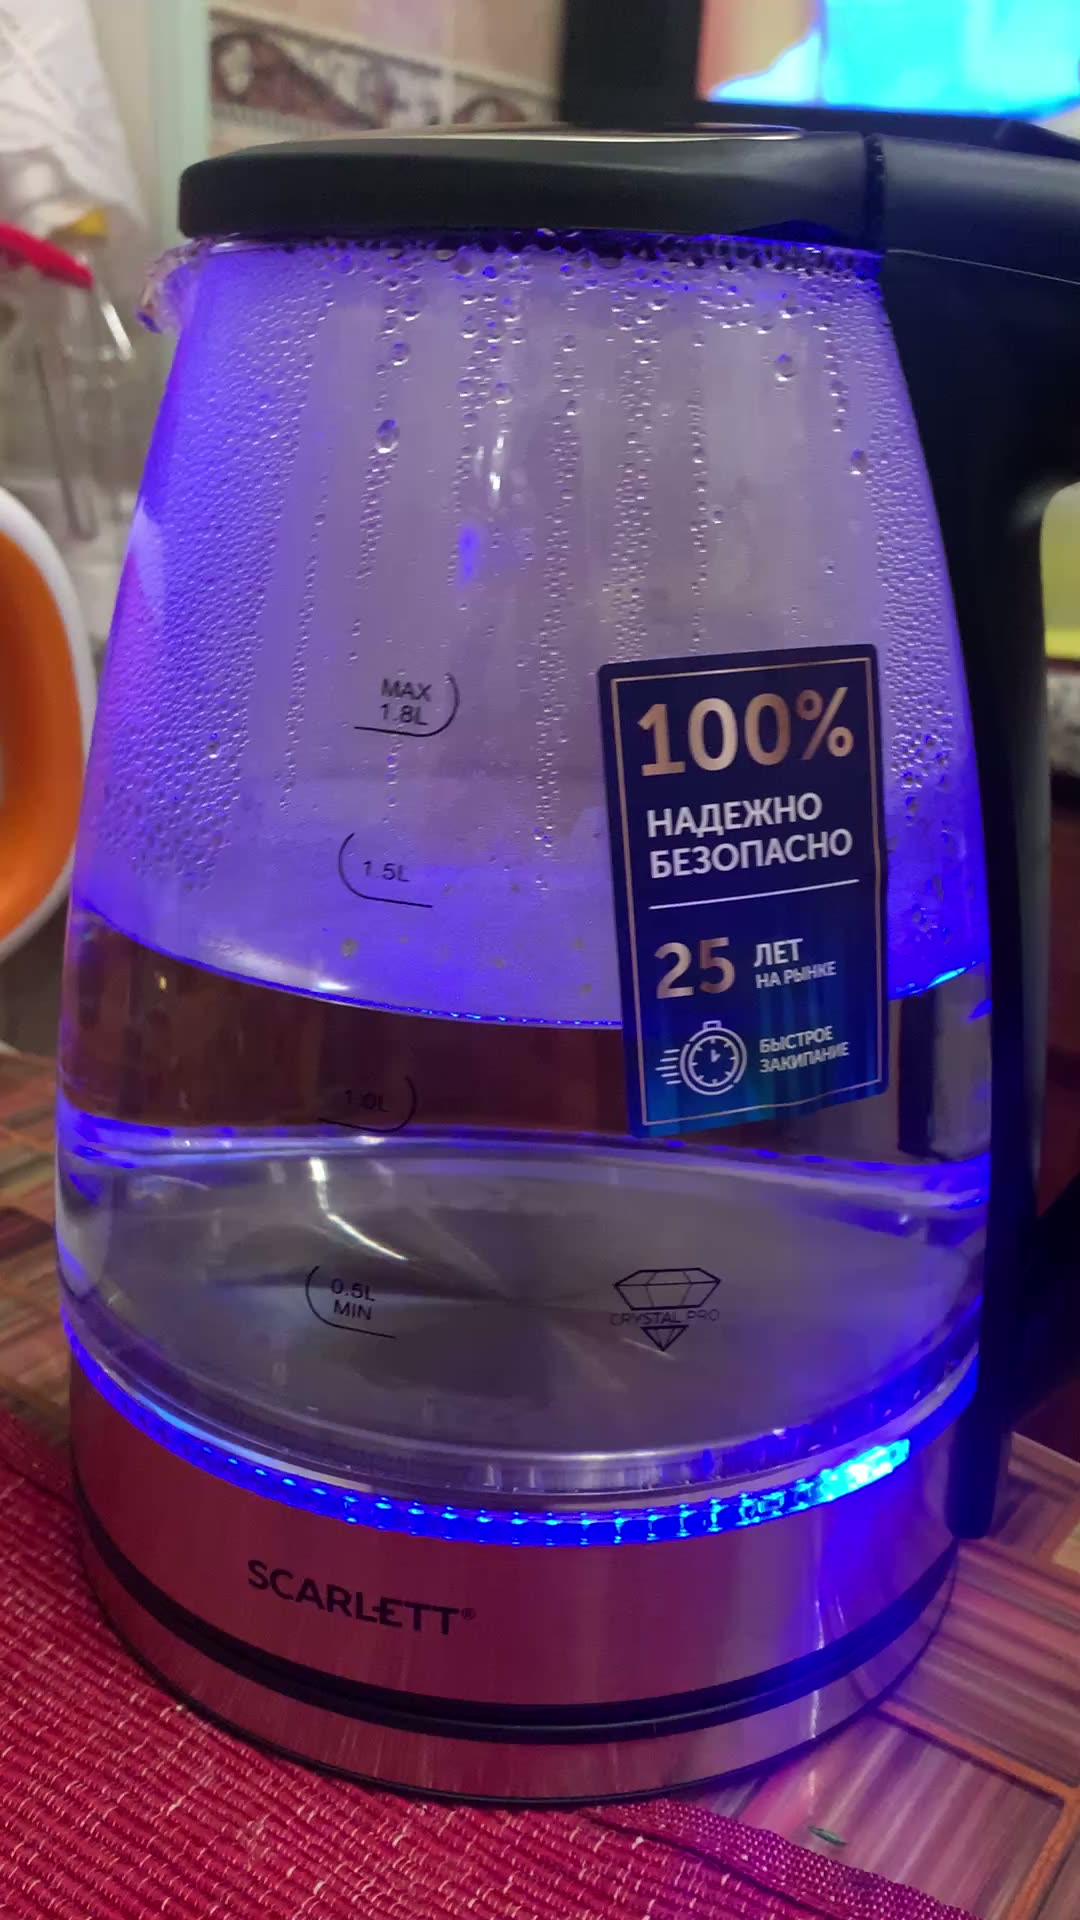 MAX
1.8L
100%
НАДЕЖНО
БЕЗОПАСНО
1.5L
25 ЛЕТ
НА РЫНКЕ
БЫСТРОЕ
ЗАКИПАНИЕ
1.0L
0.5L
MIN
CRYSTAL PRO
SCARLETT®